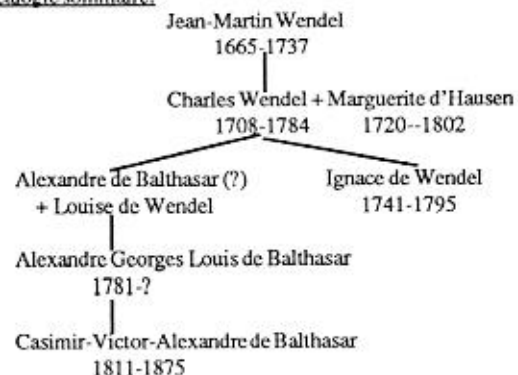 Jean-Martin Wendel
1665-1737
Charles Wendel + Marguerite d'Hausen
1708-1784 1720--1802
Alexandre de Balthasar (?) Ignace de Wendel
+ Louise de Wendel 1741-1795
Alexandre Georges Louis de Balthasar
1781-?
Casimir-Victor-Alexandre de Balthasar
1811-1875